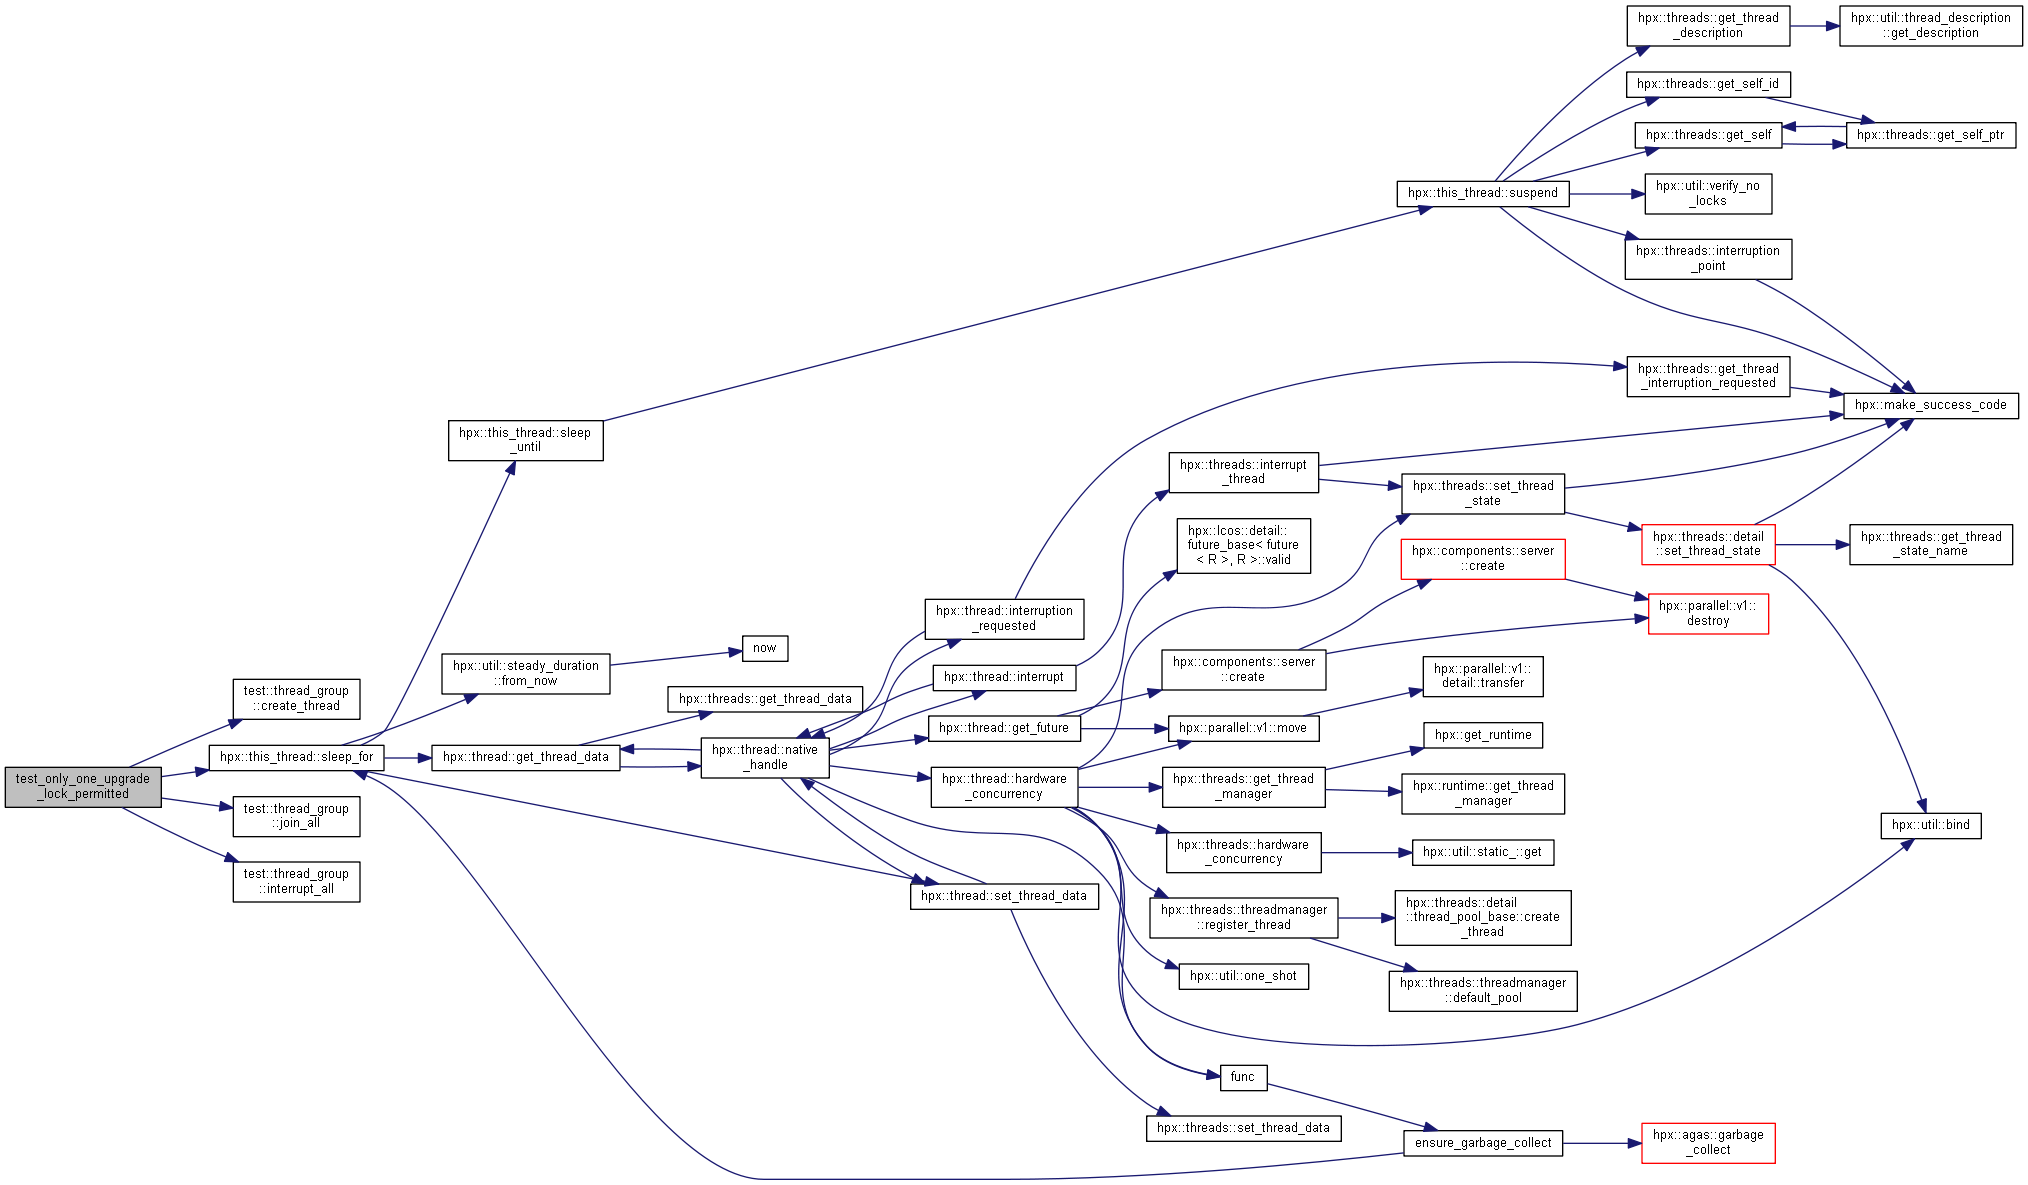 test_only_one_upgrade
_lock_permitted
test::thread_group
::create_thread
hpx::this_thread::sleep_for
test::thread_group
::join_all
test::thread_group
::interrupt_all
hpx::this_thread::sleep
_until
hpx::util::steady_duration
::from_now
hpx::thread::get_thread_data
now
hpx::threads::get_thread_data
hpx::thread::native
_handle
hpx::thread::interruption
_requested
hpx::thread::interrupt
hpx::thread::get_future
hpx::thread::hardware
_concurrency
hpx::thread::set_thread_data
hpx::threads::interrupt
_thread
hpx::lcos::detail::
future_base< future
< R >, R >::valid
hpx::components::server
::create
hpx::parallel::v1::move
hpx::threads::get_thread
_manager
hpx::threads::hardware
_concurrency
hpx::threads::threadmanager
::register_thread
hpx::util::one_shot
func
hpx::threads::set_thread_data
hpx::this_thread::suspend
hpx::threads::set_thread
_state
hpx::components::server
::create
hpx::parallel::v1::
detail::transfer
hpx::get_runtime
hpx::runtime::get_thread
_manager
hpx::util::static_::get
hpx::threads::detail
::thread_pool_base::create
_thread
hpx::threads::threadmanager
::default_pool
ensure_garbage_collect
hpx::threads::get_thread
_description
hpx::threads::get_self_id
hpx::threads::get_self
hpx::util::verify_no
_locks
hpx::threads::interruption
_point
hpx::threads::get_thread
_interruption_requested
hpx::threads::detail
::set_thread_state
hpx::parallel::v1::
destroy
hpx::agas::garbage
_collect
hpx::util::thread_description
::get_description
hpx::threads::get_self_ptr
hpx::make_success_code
hpx::threads::get_thread
_state_name
hpx::util::bind